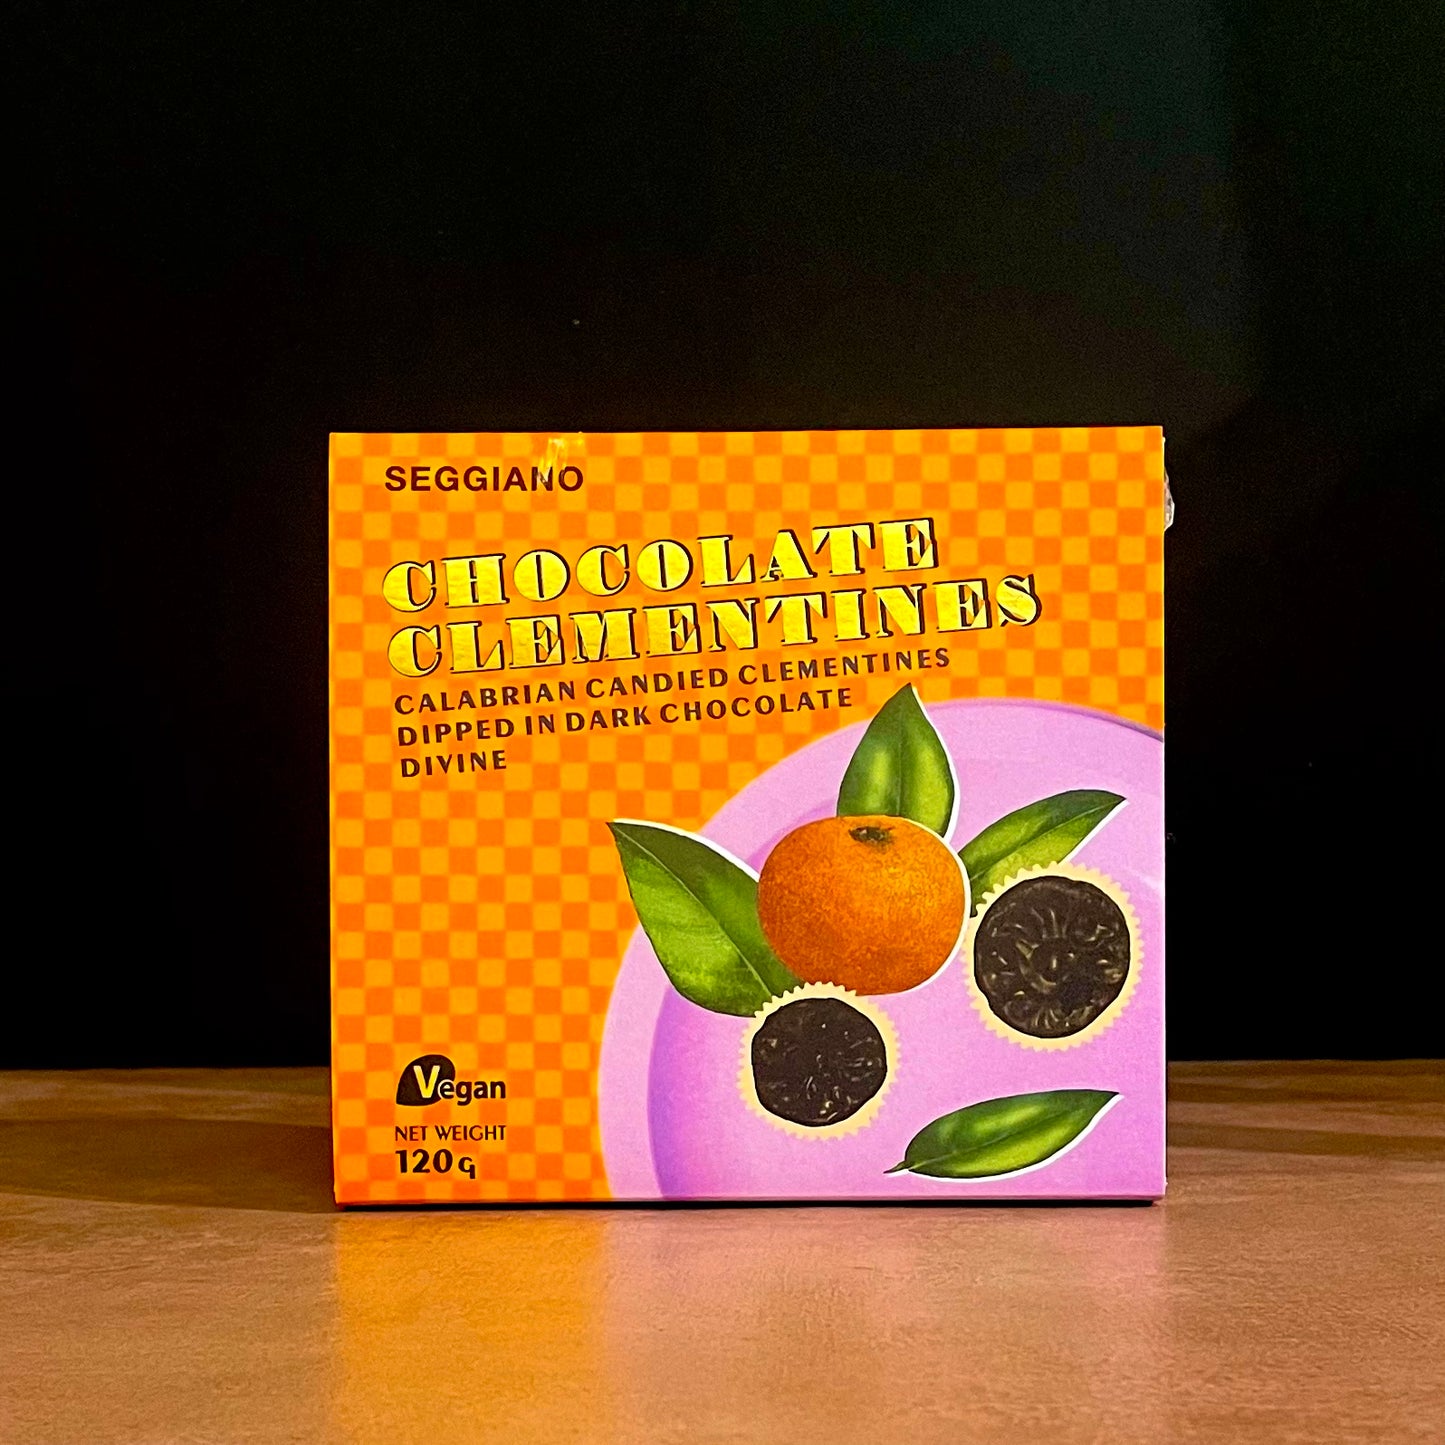 SEGGIANO
CHOCOLATE
CLEMENTINES
CALABRIAN CANDIED CLEMENTINES
DIPPED IN DARK CHOCOLATE
DIVINE
Vegan
NET WEIGHT
120g